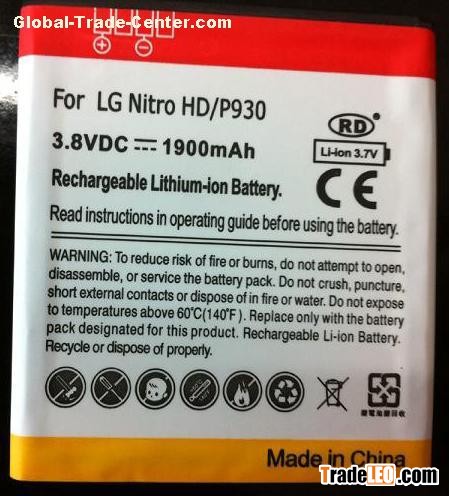 Global-Trade-Center.com
For LG Nitro HD/P930
3.8VDC 1900mAh
RD
Li-ion 3.7V
Rechargeable Lithium-ion Battery.
CE
Read instructions in operating guide before using the battery.
WARNING: To reduce risk of fire or burns, do not attempt to open,
disassemble, or service the battery pack. Do not crush, puncture,
short external contacts or dispose of in fire or water. Do not expose
to temperatures above 60℃(140℉). Replace only with the battery
pack designated for this product. Rechargeable Li-ion Battery.
Recycle or dispose of properly.
廢電池回收
Made in China
TradeLEO.com